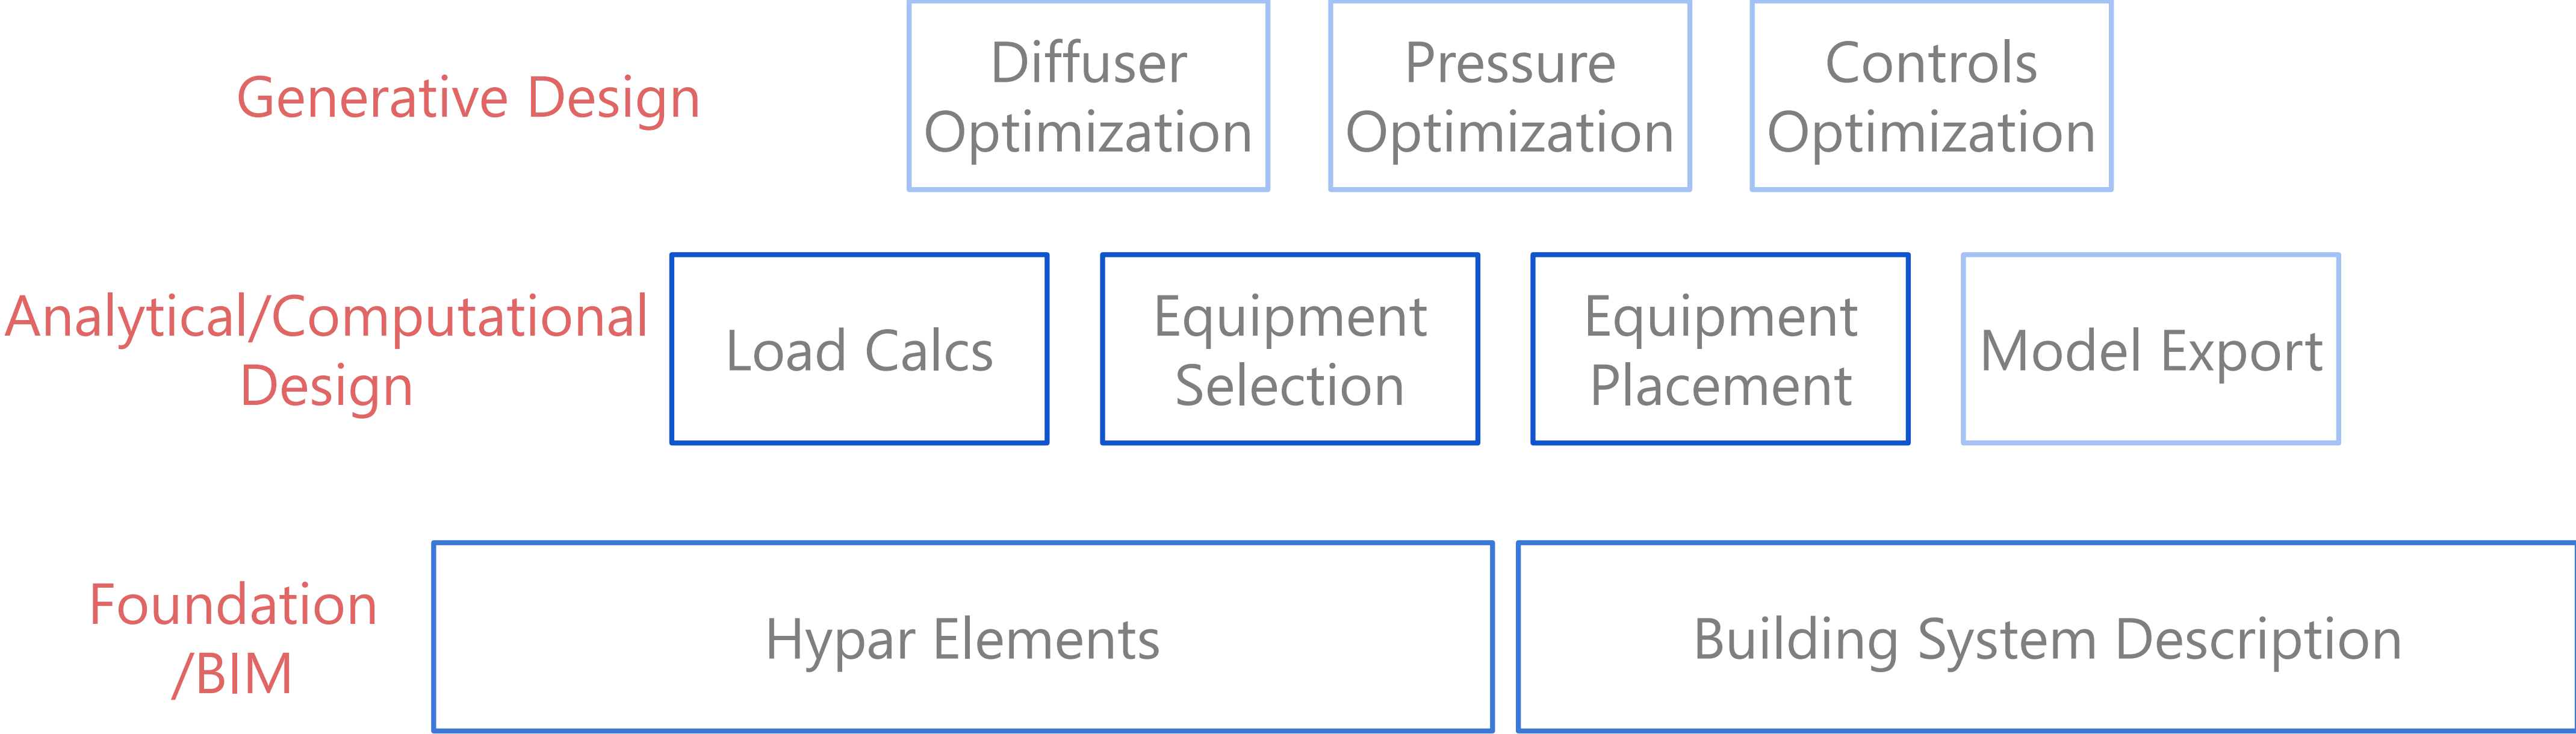 Generative Design
Diffuser
Optimization
Pressure
Optimization
Controls
Optimization
Analytical/Computational
Design
Load Calcs
Equipment
Selection
Equipment
Placement
Model Export
Foundation
/BIM
Hypar Elements
Building System Description